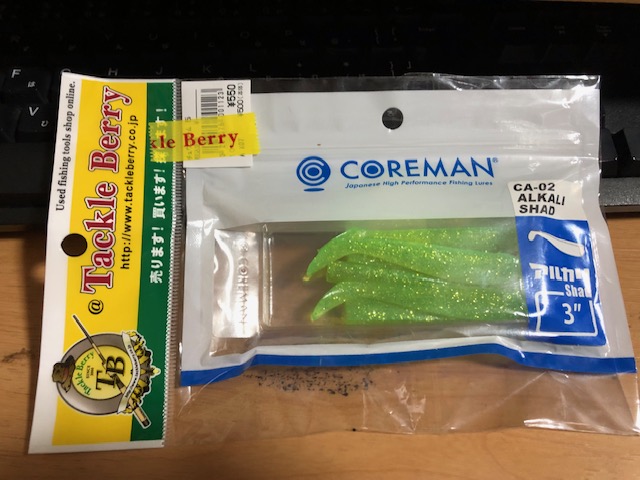 Used fishing tools shop online.
@ Tackle Berry
http://www.tackleberry.co.jp
売ります! 買います!
Tackle Berry
TB
¥550
kle Berry
COREMAN®
Japanese High Performance Fishing Lures
CA-02
ALKALI
SHAD
アルカリ
Sha
3"
COREMAN